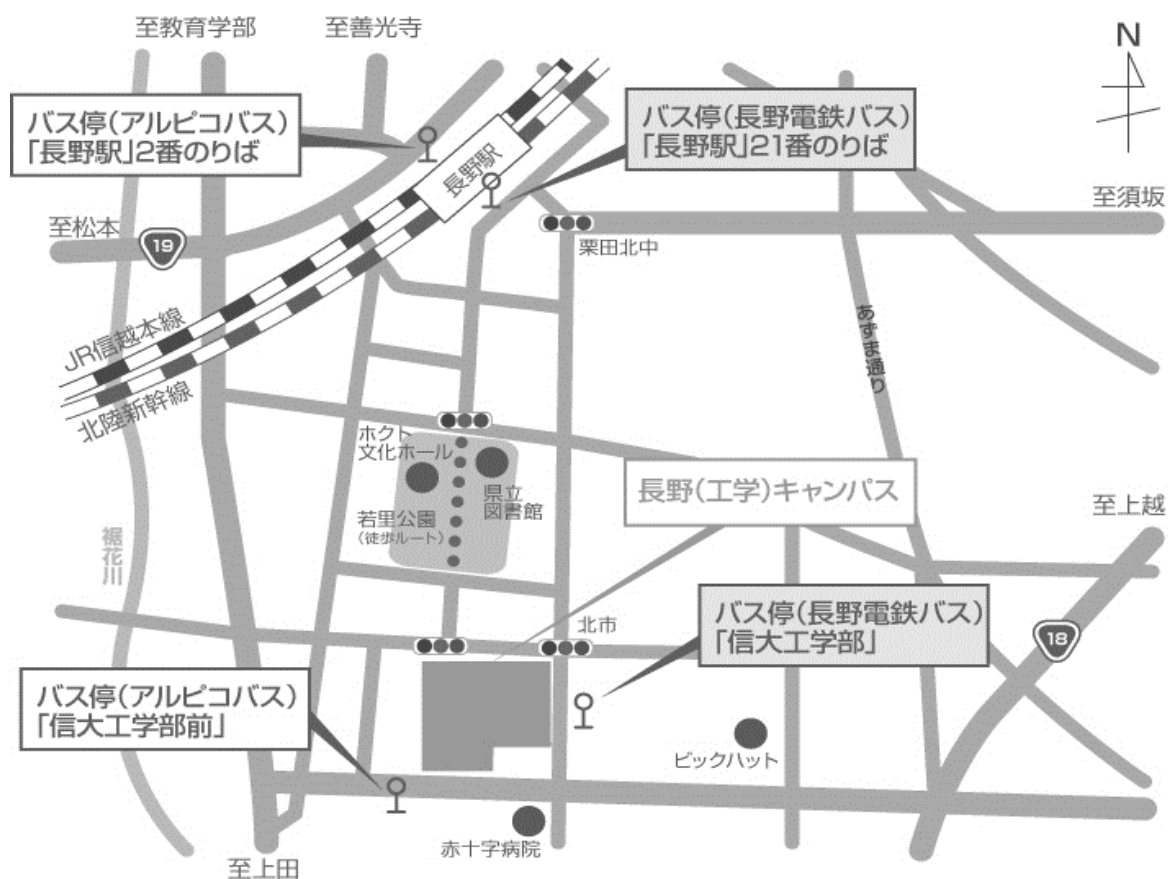 至教育学部
至善光寺
N
バス停(アルピコバス)
「長野駅」2番のりば
バス停(長野電鉄バス)
「長野駅」21番のりば
長野駅
至須坂
至松本
19
栗田北中
あずま通り
JR信越本線
北陸新幹線
ホクト
文化ホール
県立
図書館
若里公園
(徒歩ルート)
長野(工学)キャンパス
至上越
裾花川
バス停(長野電鉄バス)
「信大工学部」
北市
18
バス停(アルピコバス)
「信大工学部前」
ビックハット
赤十字病院
至上田